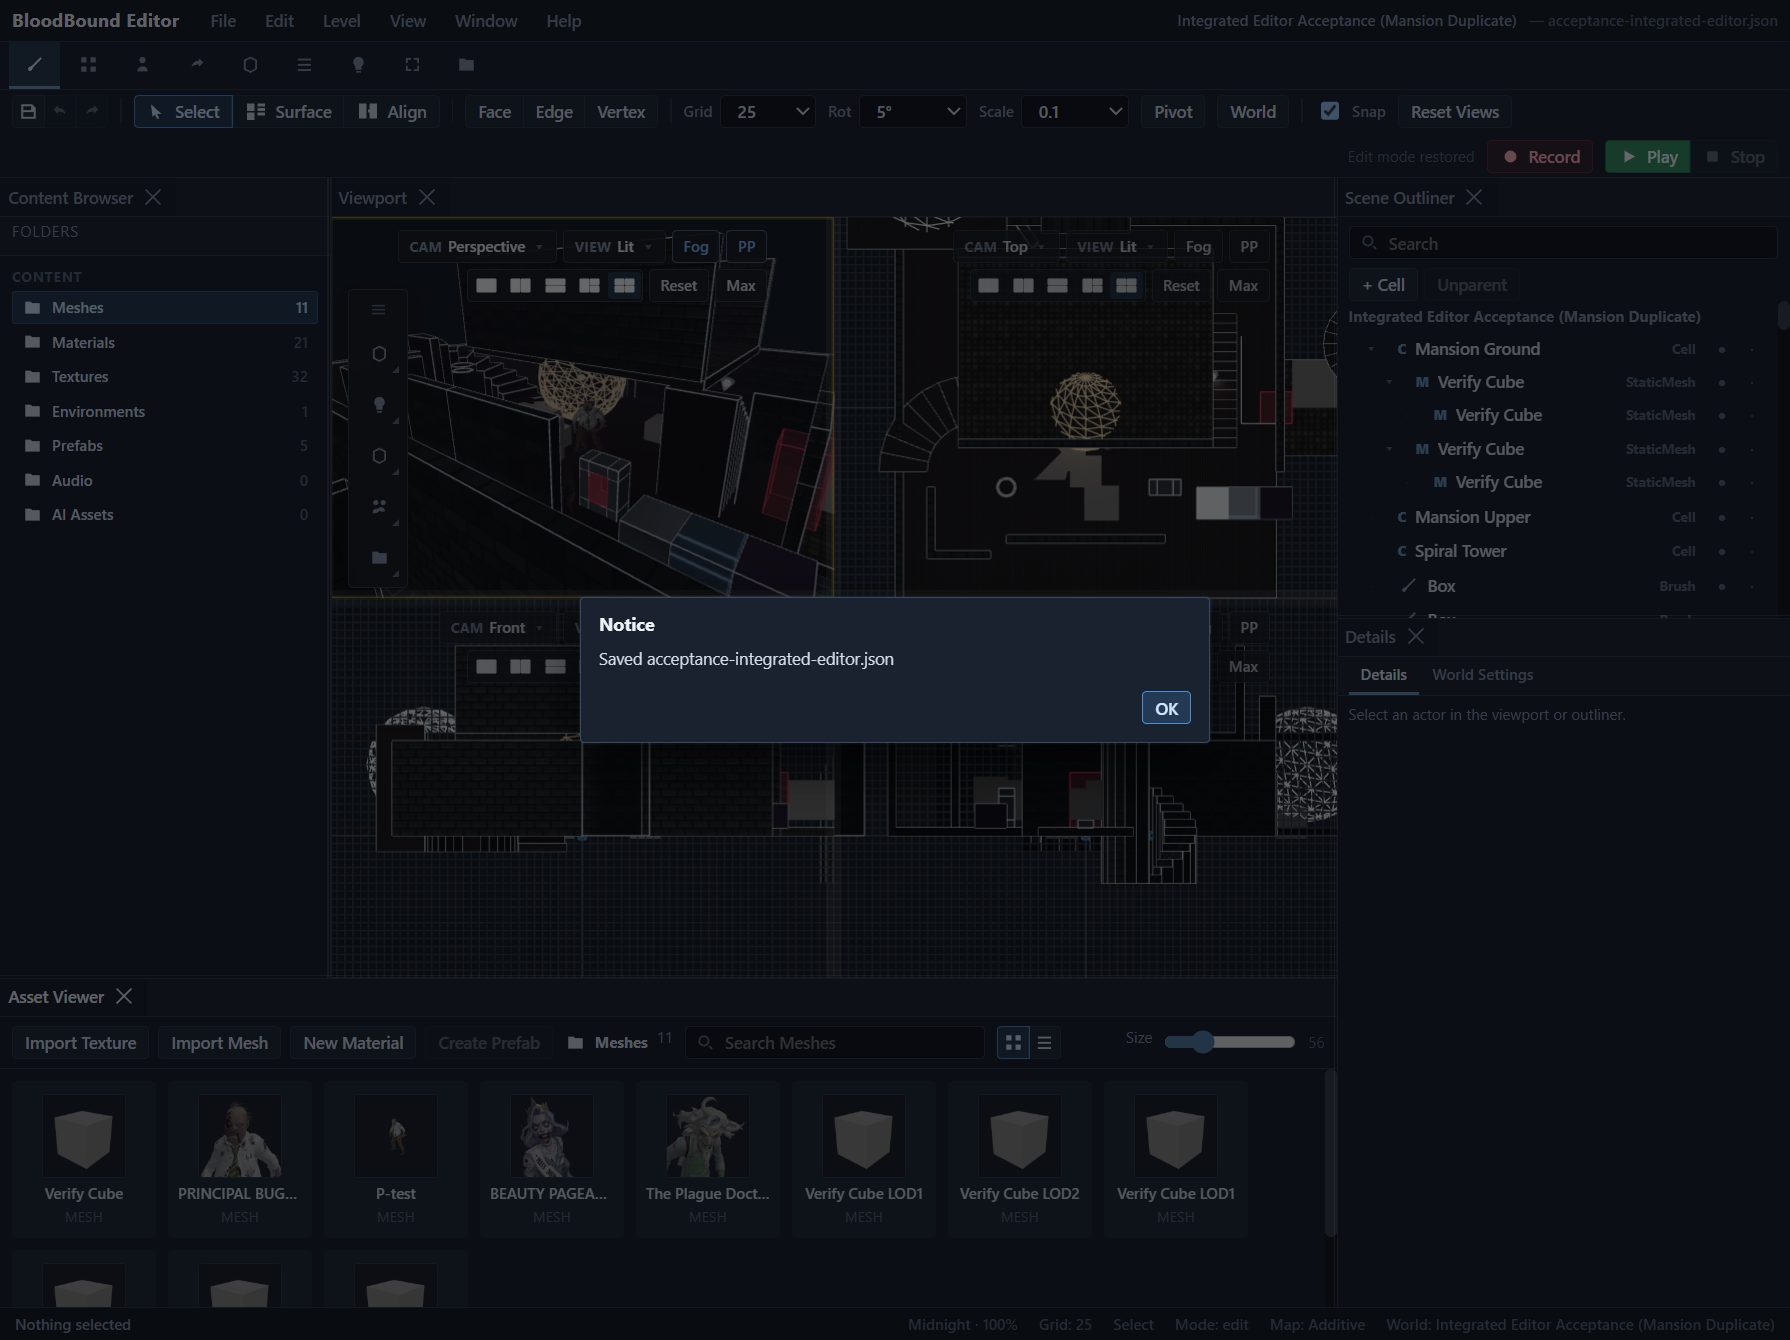 BloodBound Editor File Edit Level View Window Help Integrated Editor Acceptance (Mansion Duplicate) — acceptance-integrated-editor.json
Select Surface Align Face Edge Vertex Grid 25 Rot 5° Scale 0.1 Pivot World Snap Reset Views
Edit mode restored Record Play Stop
Content Browser
FOLDERS
CONTENT
Meshes 11
Materials 21
Textures 32
Environments 1
Prefabs 5
Audio 0
AI Assets 0
Viewport
CAM Perspective VIEW Lit Fog PP
Reset Max
CAM Top VIEW Lit Fog PP
Reset Max
CAM Front
PP
Max
Notice
Saved acceptance-integrated-editor.json
OK
Scene Outliner
Search
+ Cell Unparent
Integrated Editor Acceptance (Mansion Duplicate)
C Mansion Ground Cell
M Verify Cube StaticMesh
M Verify Cube StaticMesh
M Verify Cube StaticMesh
M Verify Cube StaticMesh
C Mansion Upper Cell
C Spiral Tower Cell
Box Brush
Details
Details World Settings
Select an actor in the viewport or outliner.
Asset Viewer
Import Texture Import Mesh New Material Create Prefab Meshes 11 Search Meshes Size 56
Verify Cube
MESH
PRINCIPAL BUG...
MESH
P-test
MESH
BEAUTY PAGEA...
MESH
The Plague Doct...
MESH
Verify Cube LOD1
MESH
Verify Cube LOD2
MESH
Verify Cube LOD1
MESH
Nothing selected Midnight · 100% Grid: 25 Select Mode: edit Map: Additive World: Integrated Editor Acceptance (Mansion Duplicate)